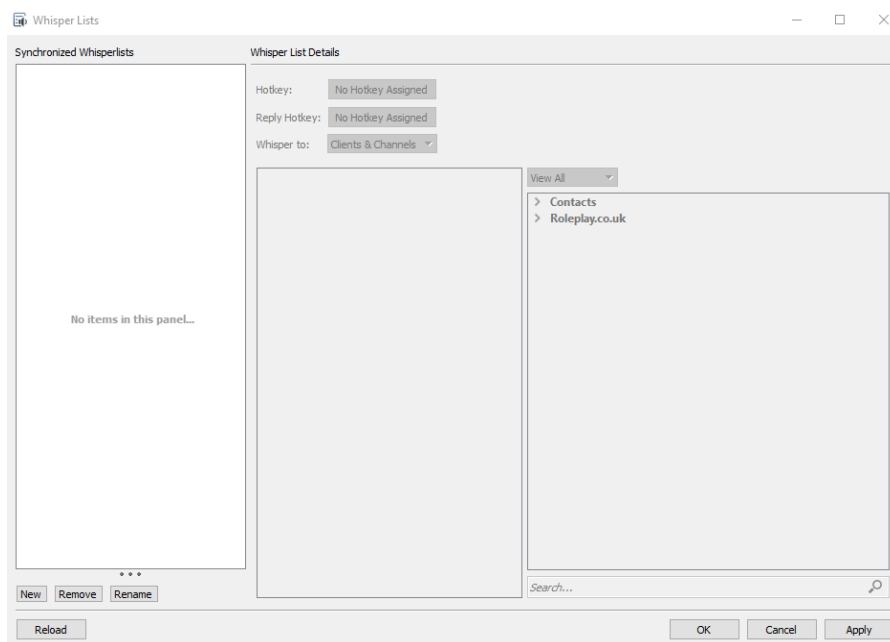 Whisper Lists
Synchronized Whisperlists
Whisper List Details
Hotkey: No Hotkey Assigned
Reply Hotkey: No Hotkey Assigned
Whisper to: Clients & Channels
View All
Contacts
Roleplay.co.uk
No items in this panel...
Search...
New Remove Rename
Reload OK Cancel Apply